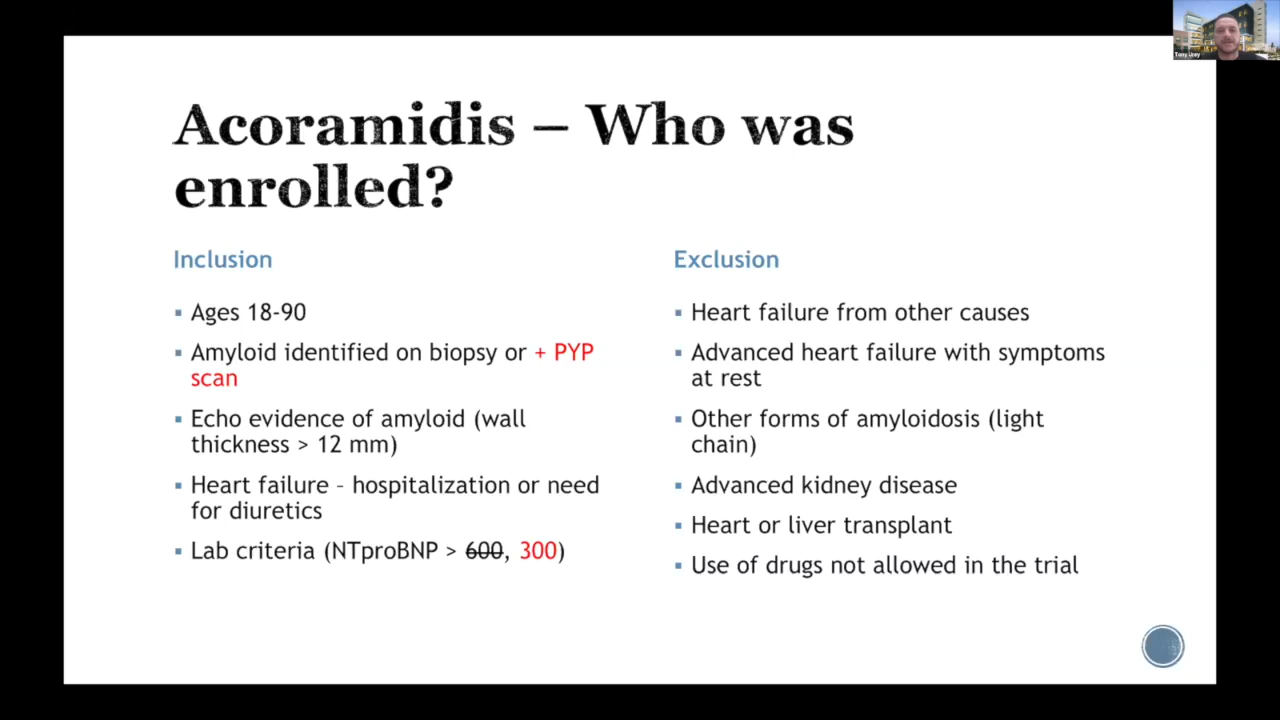 Acoramidis – Who was
enrolled?
Inclusion
▪ Ages 18-90
▪ Amyloid identified on biopsy or + PYP
scan
▪ Echo evidence of amyloid (wall
thickness > 12 mm)
▪ Heart failure – hospitalization or need
for diuretics
▪ Lab criteria (NTproBNP > 600, 300)
Exclusion
▪ Heart failure from other causes
▪ Advanced heart failure with symptoms
at rest
▪ Other forms of amyloidosis (light
chain)
▪ Advanced kidney disease
▪ Heart or liver transplant
▪ Use of drugs not allowed in the trial
Tony Urey